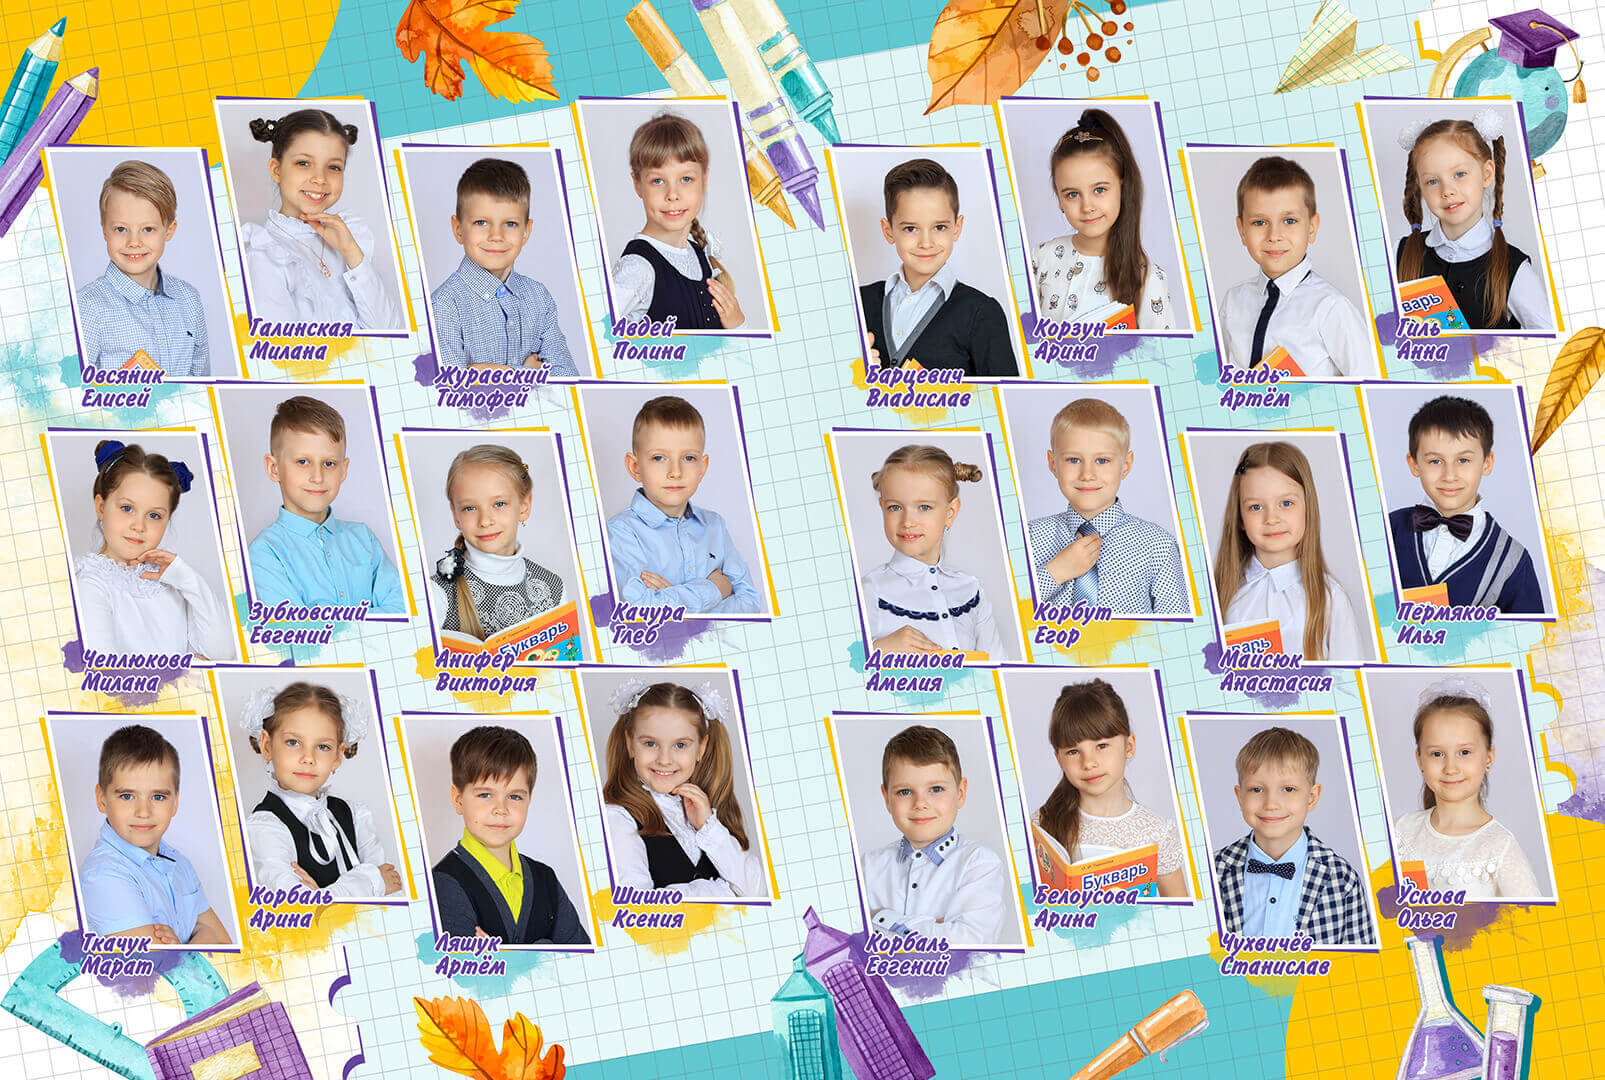 Овсяник
Елисей
Галинская
Милана
Журавский
Тимофей
Авдей
Полина
Барцевич
Владислав
Корзун
Арина
Бендь
Артём
Варь
Гиль
Анна
Чеплюкова
Милана
Зубковский
Евгений
Букварь
Анифер
Виктория
Качура
Глеб
Данилова
Амелия
Корбут
Егор
Майсюк
Анастасия
Пермяков
Илья
Ткачук
Марат
Корбаль
Арина
Ляшук
Артём
Шишко
Ксения
Корбаль
Евгений
Букварь
Белоусова
Арина
Чухвичёв
Станислав
Ускова
Ольга